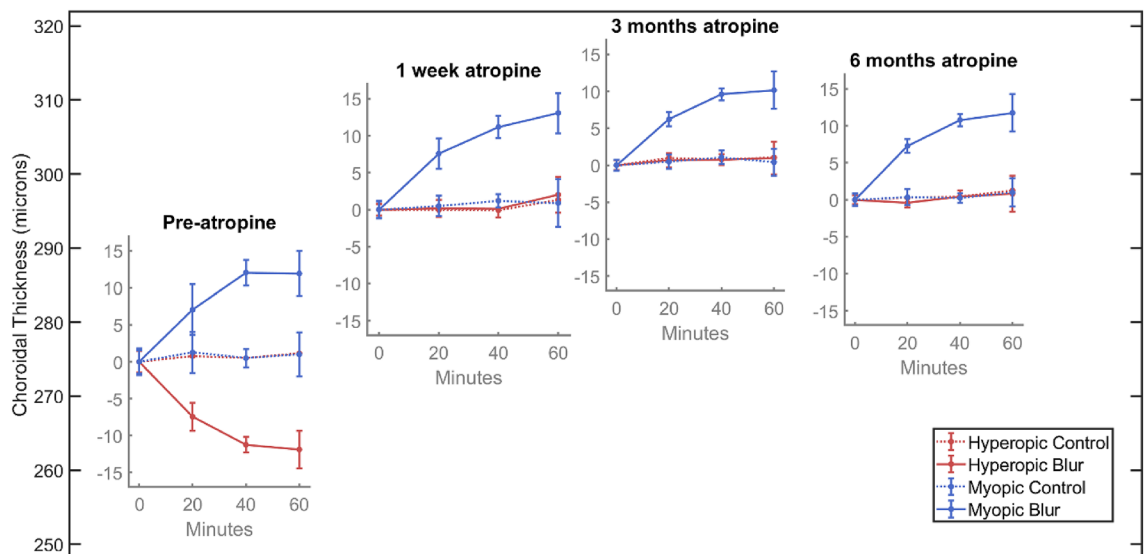 Choroidal Thickness (microns)
320
310
300
290
280
270
260
250
Pre-atropine
15
10
5
0
-5
-10
-15
0 20 40 60
Minutes
1 week atropine
15
10
5
0
-5
-10
-15
0 20 40 60
Minutes
3 months atropine
15
10
5
0
-5
-10
-15
0 20 40 60
Minutes
6 months atropine
15
10
5
0
-5
-10
-15
0 20 40 60
Minutes
Hyperopic Control
Hyperopic Blur
Myopic Control
Myopic Blur